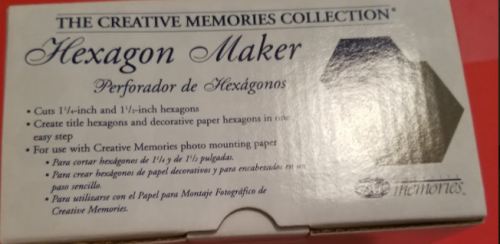 THE CREATIVE MEMORIES COLLECTION®
Hexagon Maker
Perforador de Hexágonos
• Cuts 1¼-inch and 1½-inch hexagons
• Create title hexagons and decorative paper hexagons in one
easy step
• For use with Creative Memories photo mounting paper
• Para cortar hexágonos de 1¼ y de 1½ pulgadas.
• Para crear hexágonos de papel decorativos y para encabezados en un
paso sencillo.
• Para utilizarse con el Papel para Montaje Fotográfico de
Creative Memories.
memories®